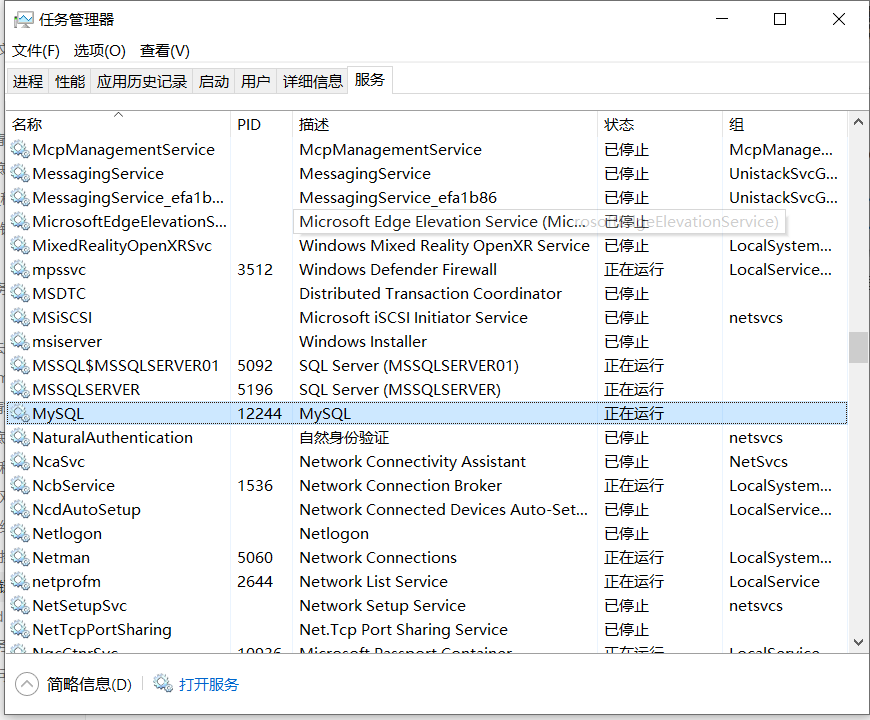 任务管理器
文件(F) 选项(O) 查看(V)
进程 性能 应用历史记录 启动 用户 详细信息 服务
名称 PID 描述 状态 组
McpManagementService McpManagementService 已停止 McpManage...
MessagingService MessagingService 已停止 UnistackSvcG...
MessagingService_efa1b... MessagingService_efa1b86 已停止 UnistackSvcG...
MicrosoftEdgeElevationS... Microsoft Edge Elevation Service (Mic...rosoftEdgeElevationService) 已停止
MixedRealityOpenXRSvc Windows Mixed Reality OpenXR Service 已停止 LocalSystem...
mpssvc 3512 Windows Defender Firewall 正在运行 LocalService...
MSDTC Distributed Transaction Coordinator 已停止
MSiSCSI Microsoft iSCSI Initiator Service 已停止 netsvcs
msiserver Windows Installer 已停止
MSSQL$MSSQLSERVER01 5092 SQL Server (MSSQLSERVER01) 正在运行
MSSQLSERVER 5196 SQL Server (MSSQLSERVER) 正在运行
MySQL 12244 MySQL 正在运行
NaturalAuthentication 自然身份验证 已停止 netsvcs
NcaSvc Network Connectivity Assistant 已停止 NetSvcs
NcbService 1536 Network Connection Broker 正在运行 LocalSystem...
NcdAutoSetup Network Connected Devices Auto-Set... 已停止 LocalService...
Netlogon Netlogon 已停止
Netman 5060 Network Connections 正在运行 LocalSystem...
netprofm 2644 Network List Service 正在运行 LocalService
NetSetupSvc Network Setup Service 已停止 netsvcs
NetTcpPortSharing Net.Tcp Port Sharing Service 已停止
NgcCtnrSvc 10936 Microsoft Passport Container 正在运行 LocalService
简略信息(D) 打开服务